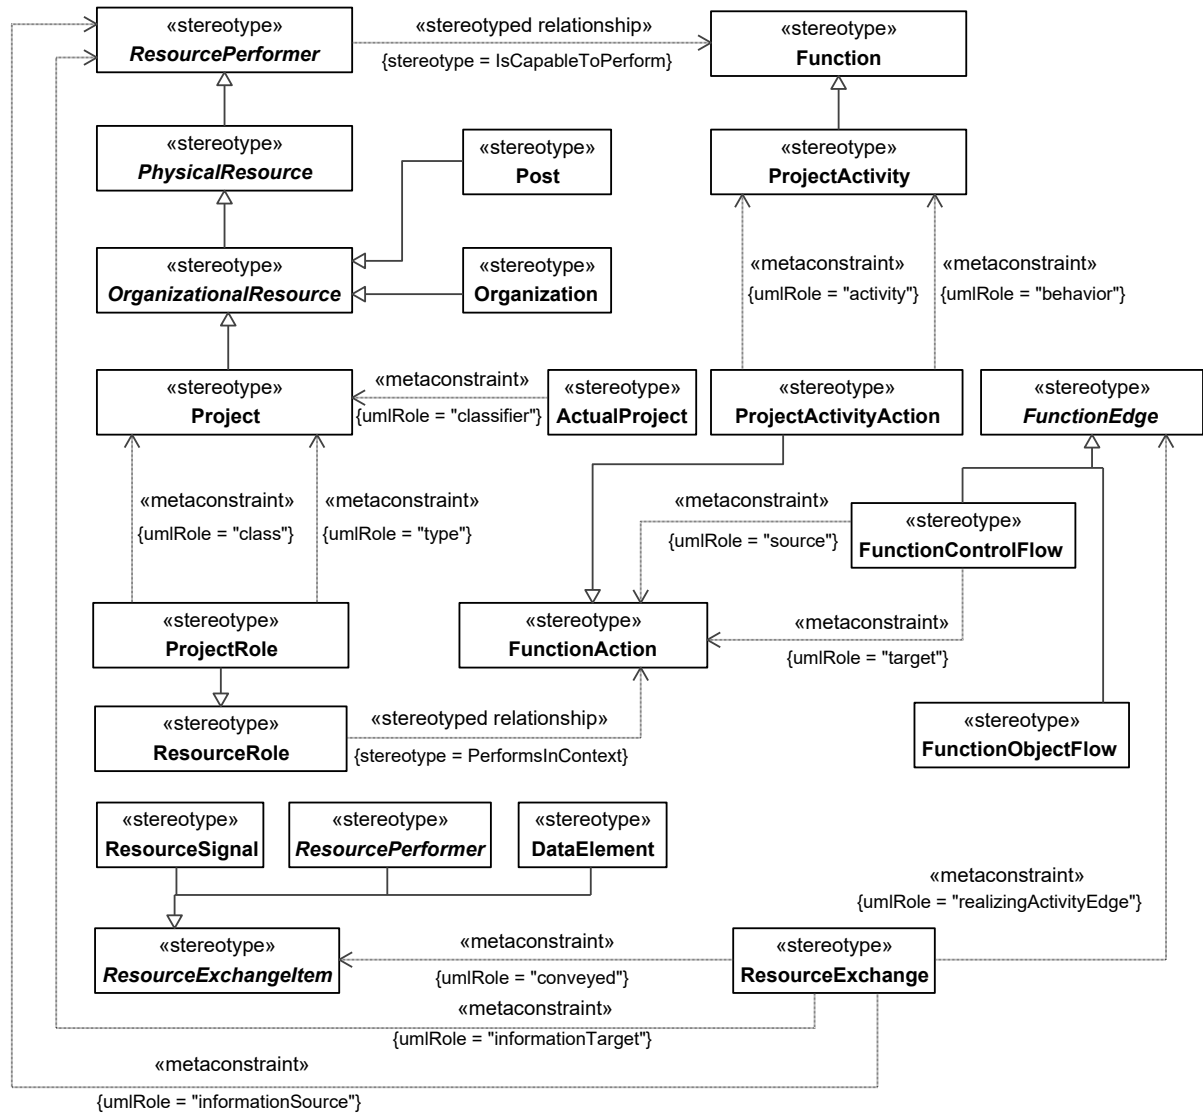 «stereotype»
ResourcePerformer
«stereotyped relationship»
{stereotype = IsCapableToPerform}
«stereotype»
Function
«stereotype»
PhysicalResource
«stereotype»
Post
«stereotype»
ProjectActivity
«stereotype»
OrganizationalResource
«stereotype»
Organization
«metaconstraint»
{umlRole = "activity"}
«metaconstraint»
{umlRole = "behavior"}
«stereotype»
Project
«metaconstraint»
{umlRole = "classifier"}
«stereotype»
ActualProject
«stereotype»
ProjectActivityAction
«stereotype»
FunctionEdge
«metaconstraint»
{umlRole = "class"}
«metaconstraint»
{umlRole = "type"}
«metaconstraint»
{umlRole = "source"}
«stereotype»
FunctionControlFlow
«stereotype»
ProjectRole
«stereotype»
FunctionAction
«metaconstraint»
{umlRole = "target"}
«stereotype»
ResourceRole
«stereotyped relationship»
{stereotype = PerformsInContext}
«stereotype»
FunctionObjectFlow
«stereotype»
ResourceSignal
«stereotype»
ResourcePerformer
«stereotype»
DataElement
«metaconstraint»
{umlRole = "realizingActivityEdge"}
«stereotype»
ResourceExchangeItem
«metaconstraint»
{umlRole = "conveyed"}
«stereotype»
ResourceExchange
«metaconstraint»
{umlRole = "informationTarget"}
«metaconstraint»
{umlRole = "informationSource"}